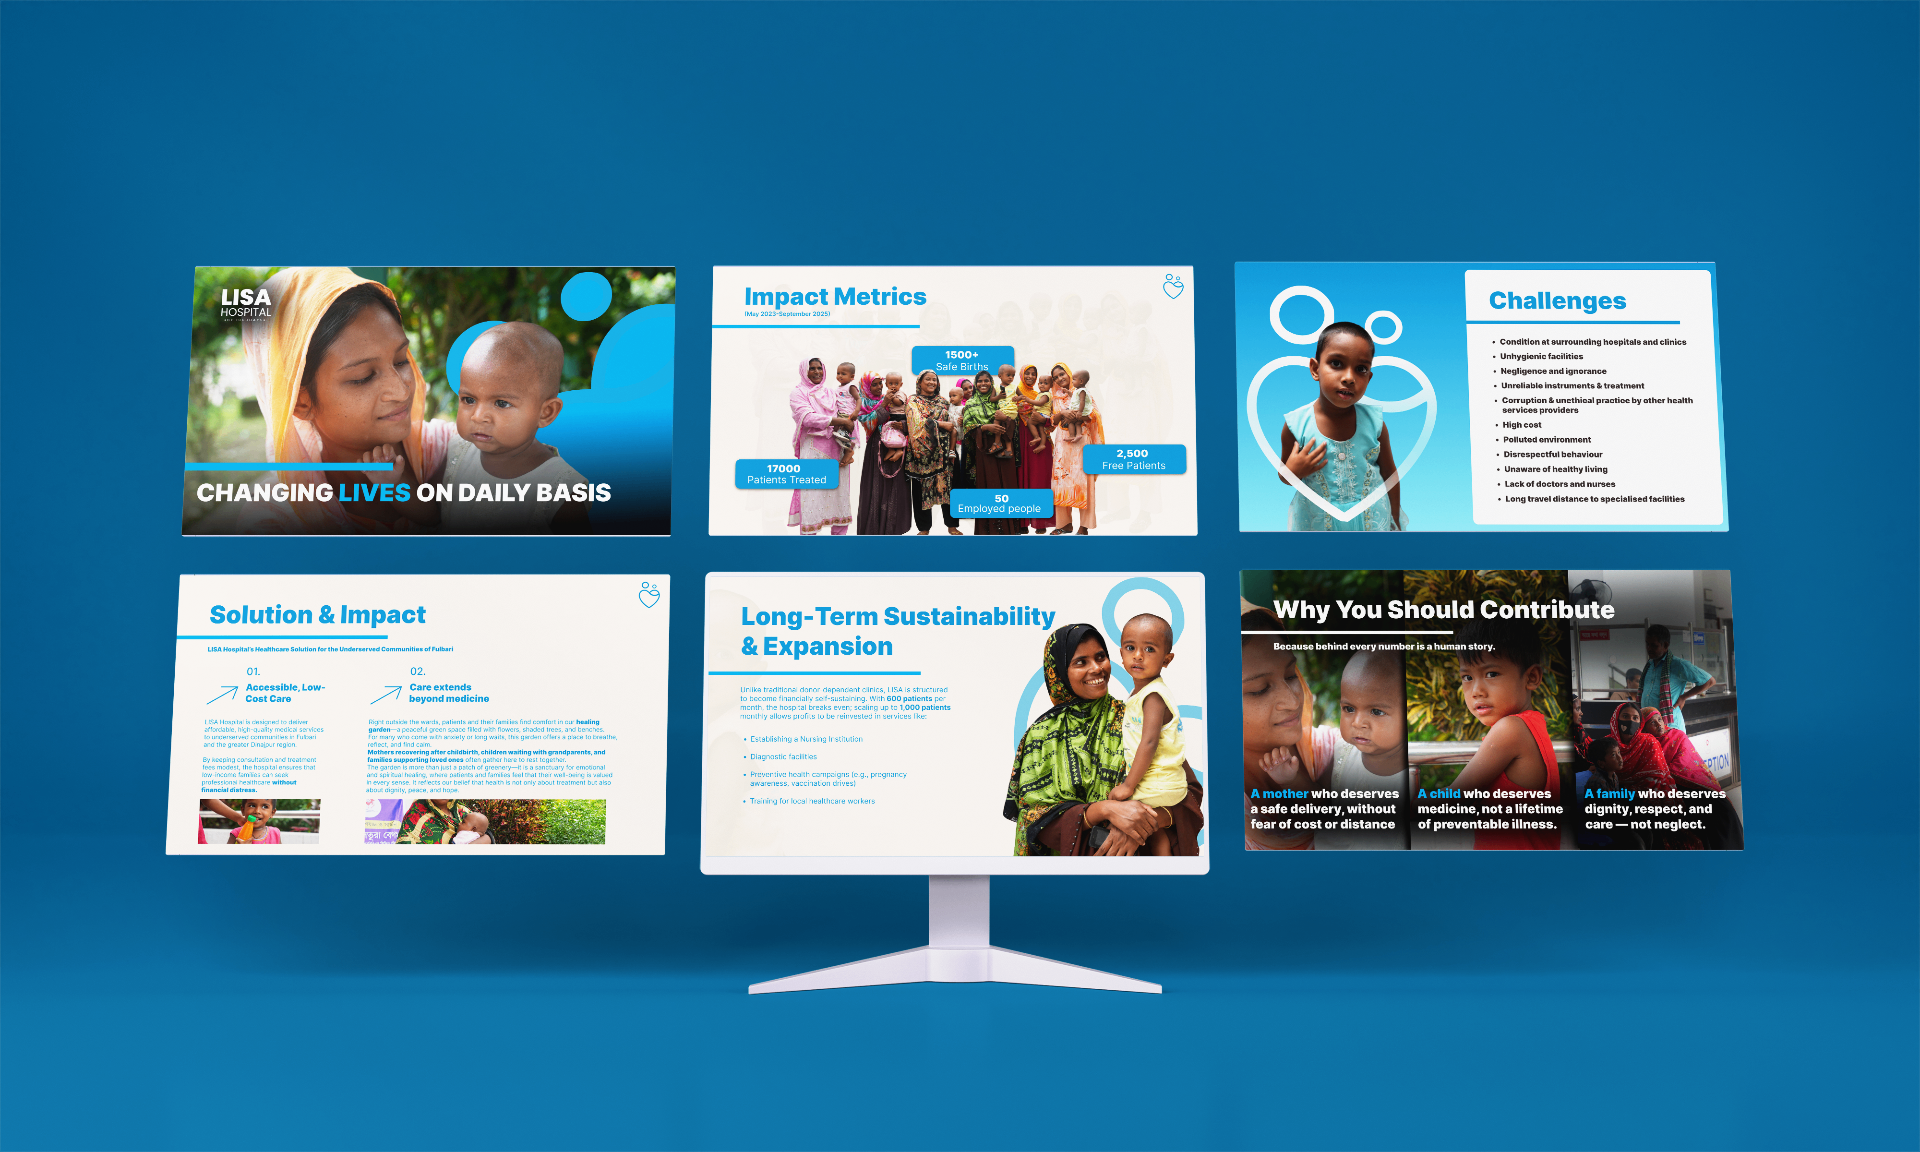 LISA
HOSPITAL
CHANGING LIVES ON DAILY BASIS
Impact Metrics
(May 2023-September 2025)
1500+
Safe Births
17000
Patients Treated
2,500
Free Patients
50
Employed people
Challenges
• Condition at surrounding hospitals and clinics
• Unhygienic facilities
• Negligence and ignorance
• Unreliable instruments & treatment
• Corruption & unethical practice by other health
services providers
• High cost
• Polluted environment
• Disrespectful behaviour
• Unaware of healthy living
• Lack of doctors and nurses
• Long travel distance to specialised facilities
Solution & Impact
LISA Hospital's Healthcare Solution for the Underserved Communities of Fulbari
01.
Accessible, Low-
Cost Care
LISA Hospital is designed to deliver
affordable, high-quality medical services
to underserved communities in Fulbari
and the greater Dinajpur region.
By keeping consultation and treatment
fees modest, the hospital ensures that
low-income families can seek
professional healthcare without
financial distress.
02.
Care extends
beyond medicine
Right outside the wards, patients and their families find comfort in our healing
garden—a peaceful green space filled with flowers, shaded trees, and benches.
For many who come with anxiety or long waits, this garden offers a place to breathe,
reflect, and find calm.
Mothers recovering after childbirth, children waiting with grandparents, and
families supporting loved ones often gather here to rest together.
The garden is more than just a patch of greenery—it is a sanctuary for emotional
and spiritual healing, where patients and families feel that their well-being is valued
in every sense. It reflects our belief that health is not only about treatment but also
about dignity, peace, and hope.
Long-Term Sustainability
& Expansion
Unlike traditional donor dependent clinics, LISA is structured
to become financially self-sustaining. With 600 patients per
month, the hospital breaks even; scaling up to 1,000 patients
monthly allows profits to be reinvested in services like:
• Establishing a Nursing Institution
• Diagnostic facilities
• Preventive health campaigns (e.g., pregnancy
awareness, vaccination drives)
• Training for local healthcare workers
Why You Should Contribute
Because behind every number is a human story.
A mother who deserves
a safe delivery, without
fear of cost or distance
A child who deserves
medicine, not a lifetime
of preventable illness.
A family who deserves
dignity, respect, and
care — not neglect.